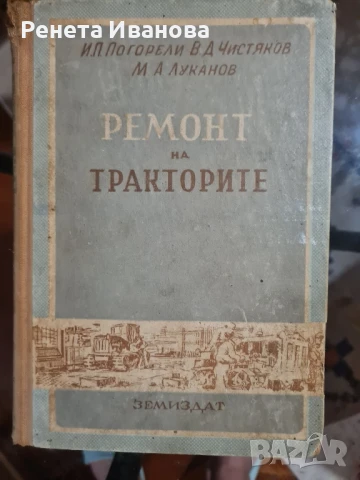 Ренета Иванова
И.П. Погорели В.Д. Чистяков
М А Луканов
Ремонт
на
тракторите
Земиздат
BAZAR